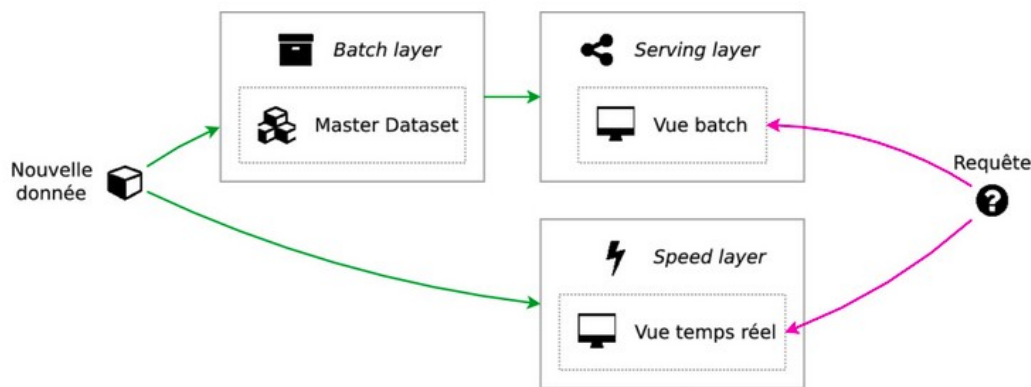 Batch layer
Master Dataset
Serving layer
Vue batch
Nouvelle
donnée
Requête
?
Speed layer
Vue temps réel